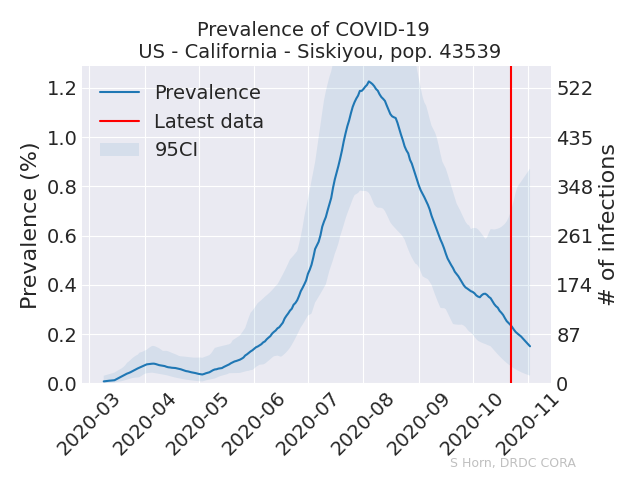 Prevalence of COVID-19
US - California - Siskiyou, pop. 43539
Prevalence
Latest data
95CI
Prevalence (%)
1.2
1.0
0.8
0.6
0.4
0.2
0.0
522
435
348
261
174
87
0
# of infections
2020-03
2020-04
2020-05
2020-06
2020-07
2020-08
2020-09
2020-10
2020-11
S Horn, DRDC CORA